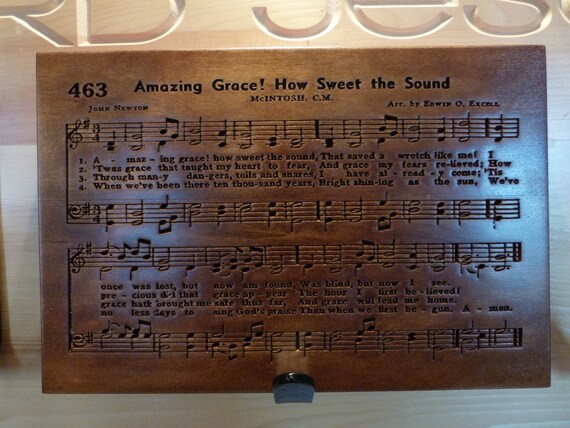 RD JESU
463 Amazing Grace! How Sweet the Sound
McINTOSH. C.M.
JOHN NEWTON Arr. by EDWIN O. EXCELL
1. A - maz - ing grace! how sweet the sound, That saved a wretch like me! I
2. 'Twas grace that taught my heart to fear, And grace my fears re-lieved; How
3. Through man-y dan-gers, toils and snares, I have al - read - y come; 'Tis
4. When we've been there ten thou-sand years, Bright shin-ing as the sun, We've
once was lost, but now am found, Was blind, but now I see.
pre - cious did that grace ap - pear The hour I first be - lieved!
grace hath brought me safe thus far, And grace will lead me home.
no less days to sing God's praise Than when we first be - gun. A - men.